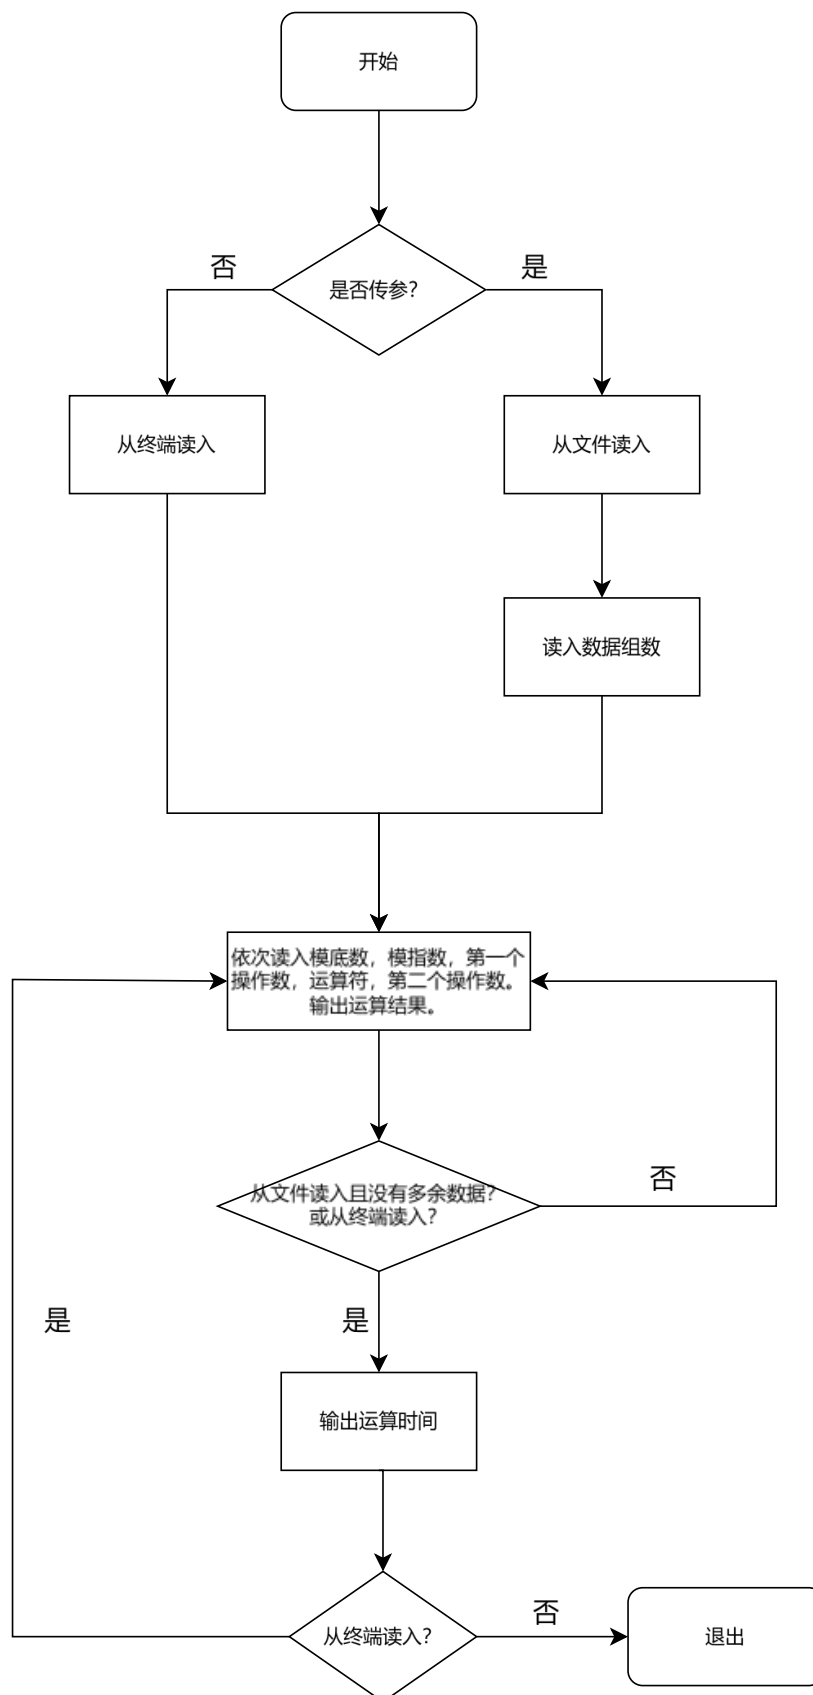 开始
否
是
是否传参？
从终端读入
从文件读入
读入数据组数
依次读入模底数，模指数，第一个
操作数，运算符，第二个操作数。
输出运算结果。
否
从文件读入且没有多余数据？
或从终端读入？
是
是
输出运算时间
否
从终端读入？
退出